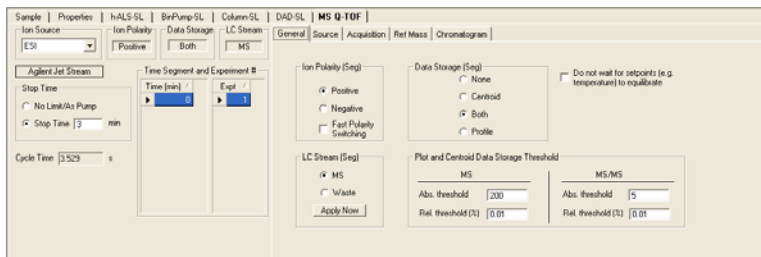 Sample Properties h-ALS-SL BinPump-SL Column-SL DAD-SL MS Q-TOF
Ion Source
ESI
Ion Polarity
Positive
Data Storage
Both
LC Stream
MS
General Source Acquisition Ref Mass Chromatogram
Agilent Jet Stream
Stop Time
No Limit/As Pump
Stop Time 3 min
Cycle Time 3.529 s
Time Segment and Experiment #
Time (min) Expt
0 1
Ion Polarity (Seg)
Positive
Negative
Fast Polarity
Switching
Data Storage (Seg)
None
Centroid
Both
Profile
Do not wait for setpoints (e.g.
temperature) to equilibrate
LC Stream (Seg)
MS
Waste
Apply Now
Plot and Centroid Data Storage Threshold
MS MS/MS
Abs. threshold 200 Abs. threshold 5
Rel. threshold (%) 0.01 Rel. threshold (%) 0.01